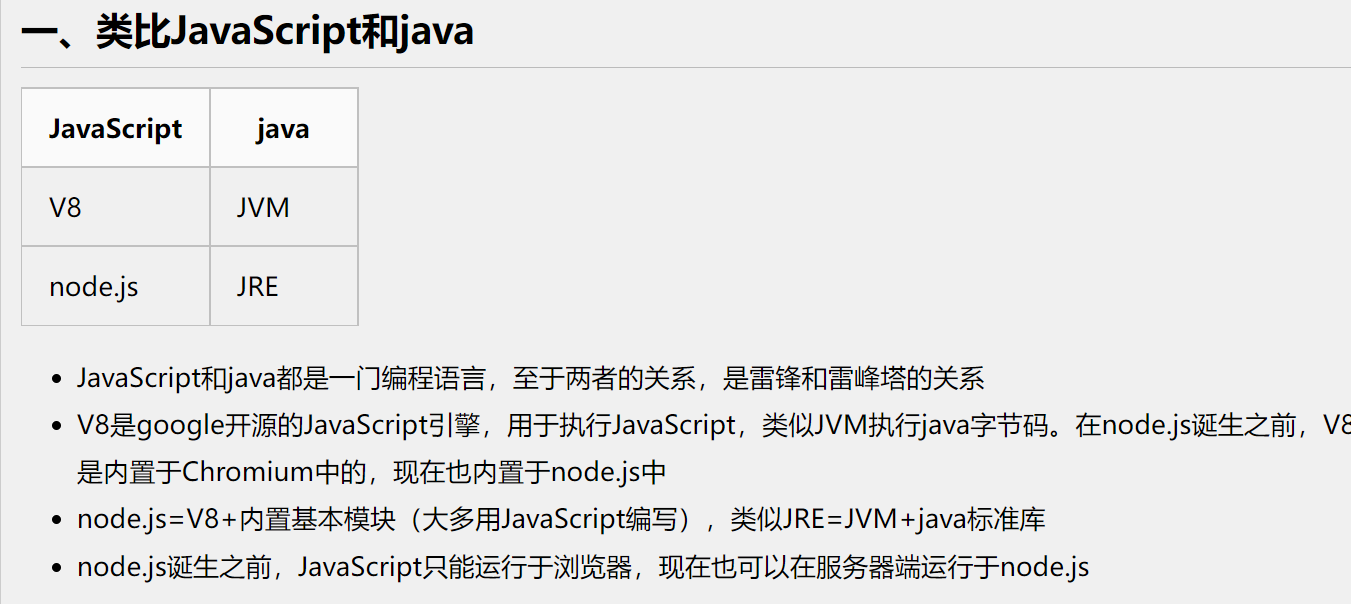 一、类比JavaScript和java
JavaScript java
V8 JVM
node.js JRE
JavaScript和java都是一门编程语言，至于两者的关系，是雷锋和雷峰塔的关系
V8是google开源的JavaScript引擎，用于执行JavaScript，类似JVM执行java字节码。在node.js诞生之前，V8
是内置于Chromium中的，现在也内置于node.js中
node.js=V8+内置基本模块（大多用JavaScript编写），类似JRE=JVM+java标准库
node.js诞生之前，JavaScript只能运行于浏览器，现在也可以在服务器端运行于node.js